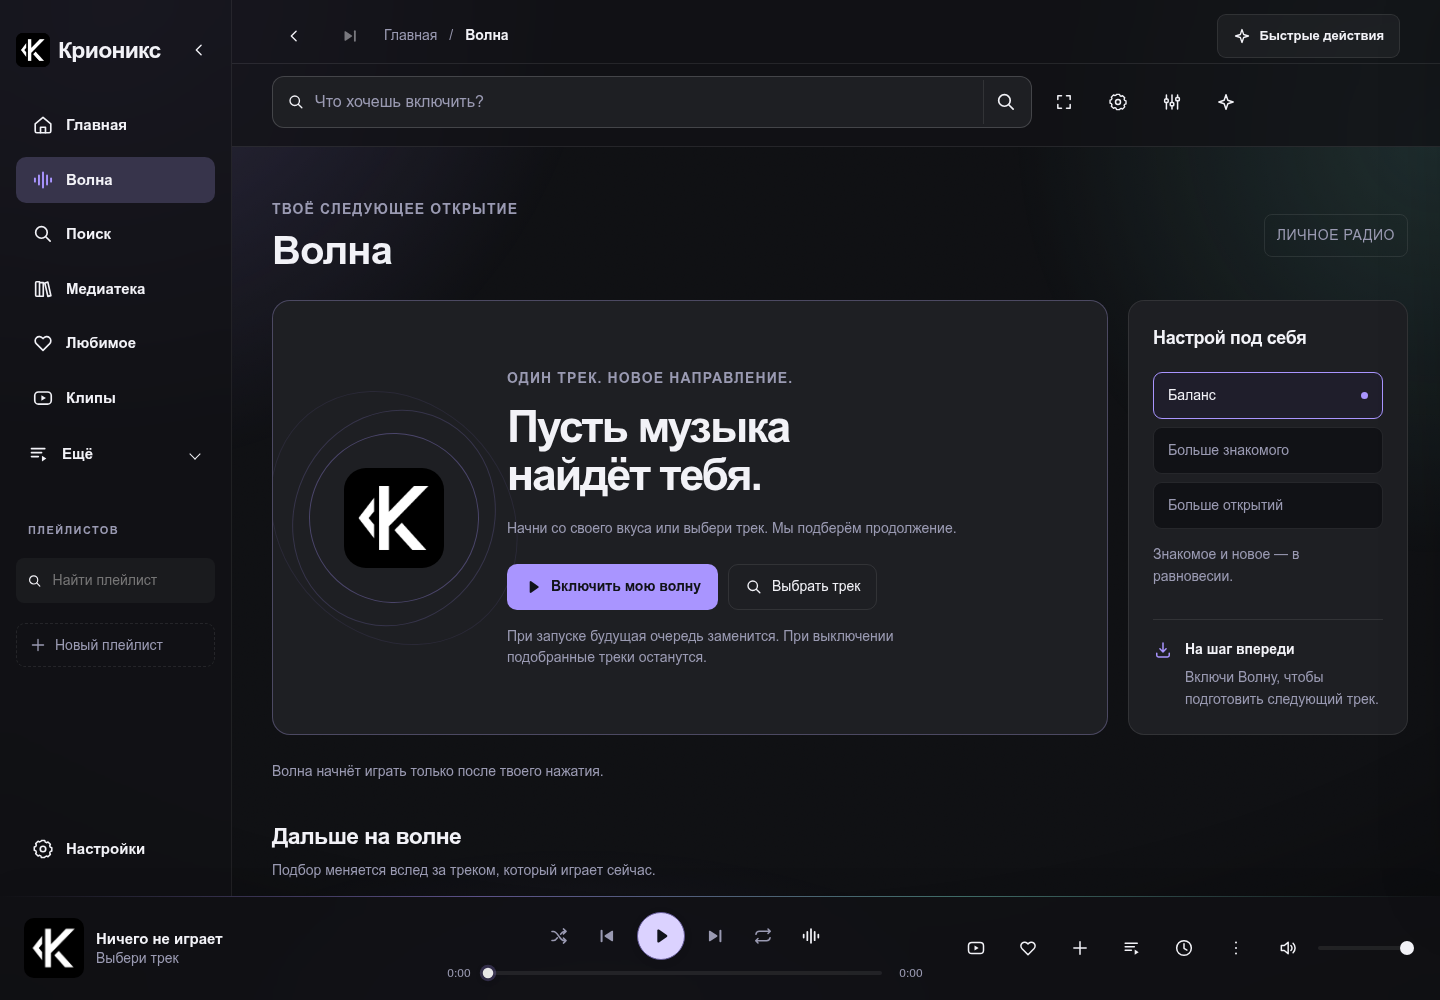 Крионикс
Главная
Волна
Поиск
Медиатека
Любимое
Клипы
Ещё
ПЛЕЙЛИСТОВ
Найти плейлист
Новый плейлист
Настройки
Главная / Волна
Быстрые действия
Что хочешь включить?
ТВОЁ СЛЕДУЮЩЕЕ ОТКРЫТИЕ
Волна
ЛИЧНОЕ РАДИО
ОДИН ТРЕК. НОВОЕ НАПРАВЛЕНИЕ.
Пусть музыка
найдёт тебя.
Начни со своего вкуса или выбери трек. Мы подберём продолжение.
Включить мою волну
Выбрать трек
При запуске будущая очередь заменится. При выключении
подобранные треки останутся.
Настрой под себя
Баланс
Больше знакомого
Больше открытий
Знакомое и новое — в
равновесии.
На шаг впереди
Включи Волну, чтобы
подготовить следующий трек.
Волна начнёт играть только после твоего нажатия.
Дальше на волне
Подбор меняется вслед за треком, который играет сейчас.
Ничего не играет
Выбери трек
0:00
0:00